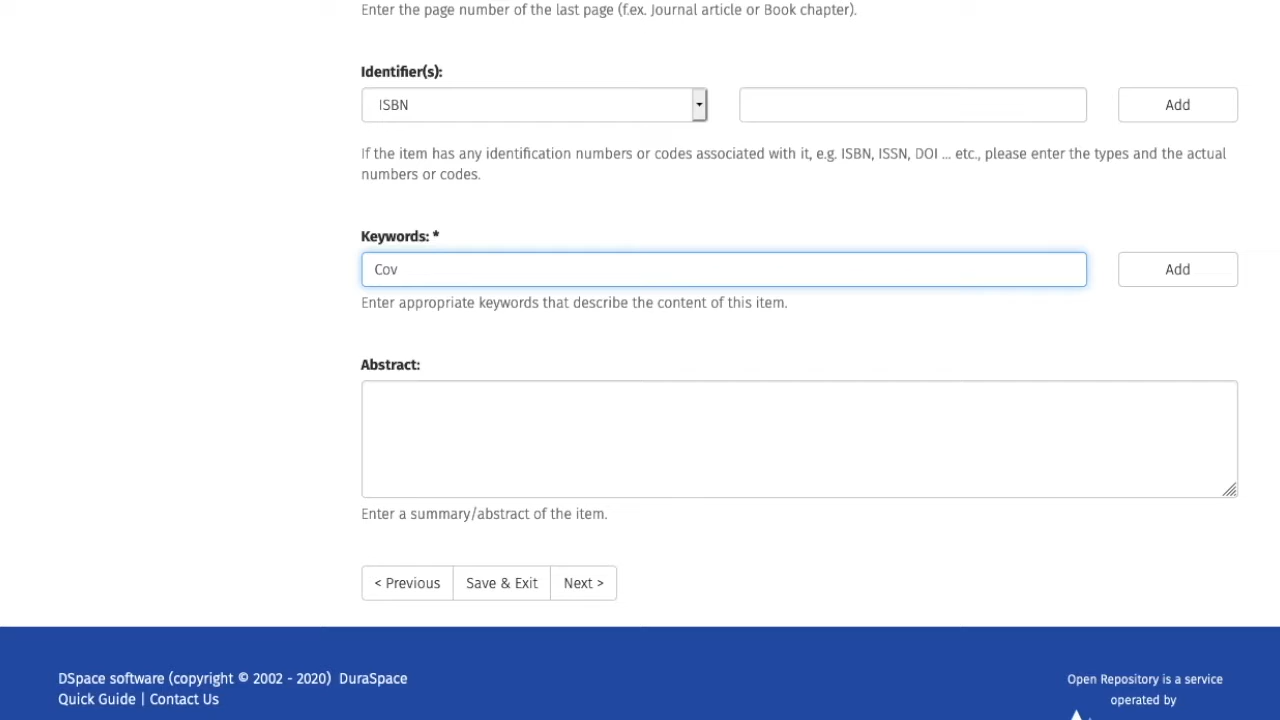 Enter the page number of the last page (f.ex. Journal article or Book chapter).
Identifier(s):
ISBN
Add
If the item has any identification numbers or codes associated with it, e.g. ISBN, ISSN, DOI ... etc., please enter the types and the actual
numbers or codes.
Keywords: *
Cov
Add
Enter appropriate keywords that describe the content of this item.
Abstract:
Enter a summary/abstract of the item.
< Previous
Save & Exit
Next >
DSpace software (copyright © 2002 - 2020) DuraSpace
Quick Guide | Contact Us
Open Repository is a service
operated by